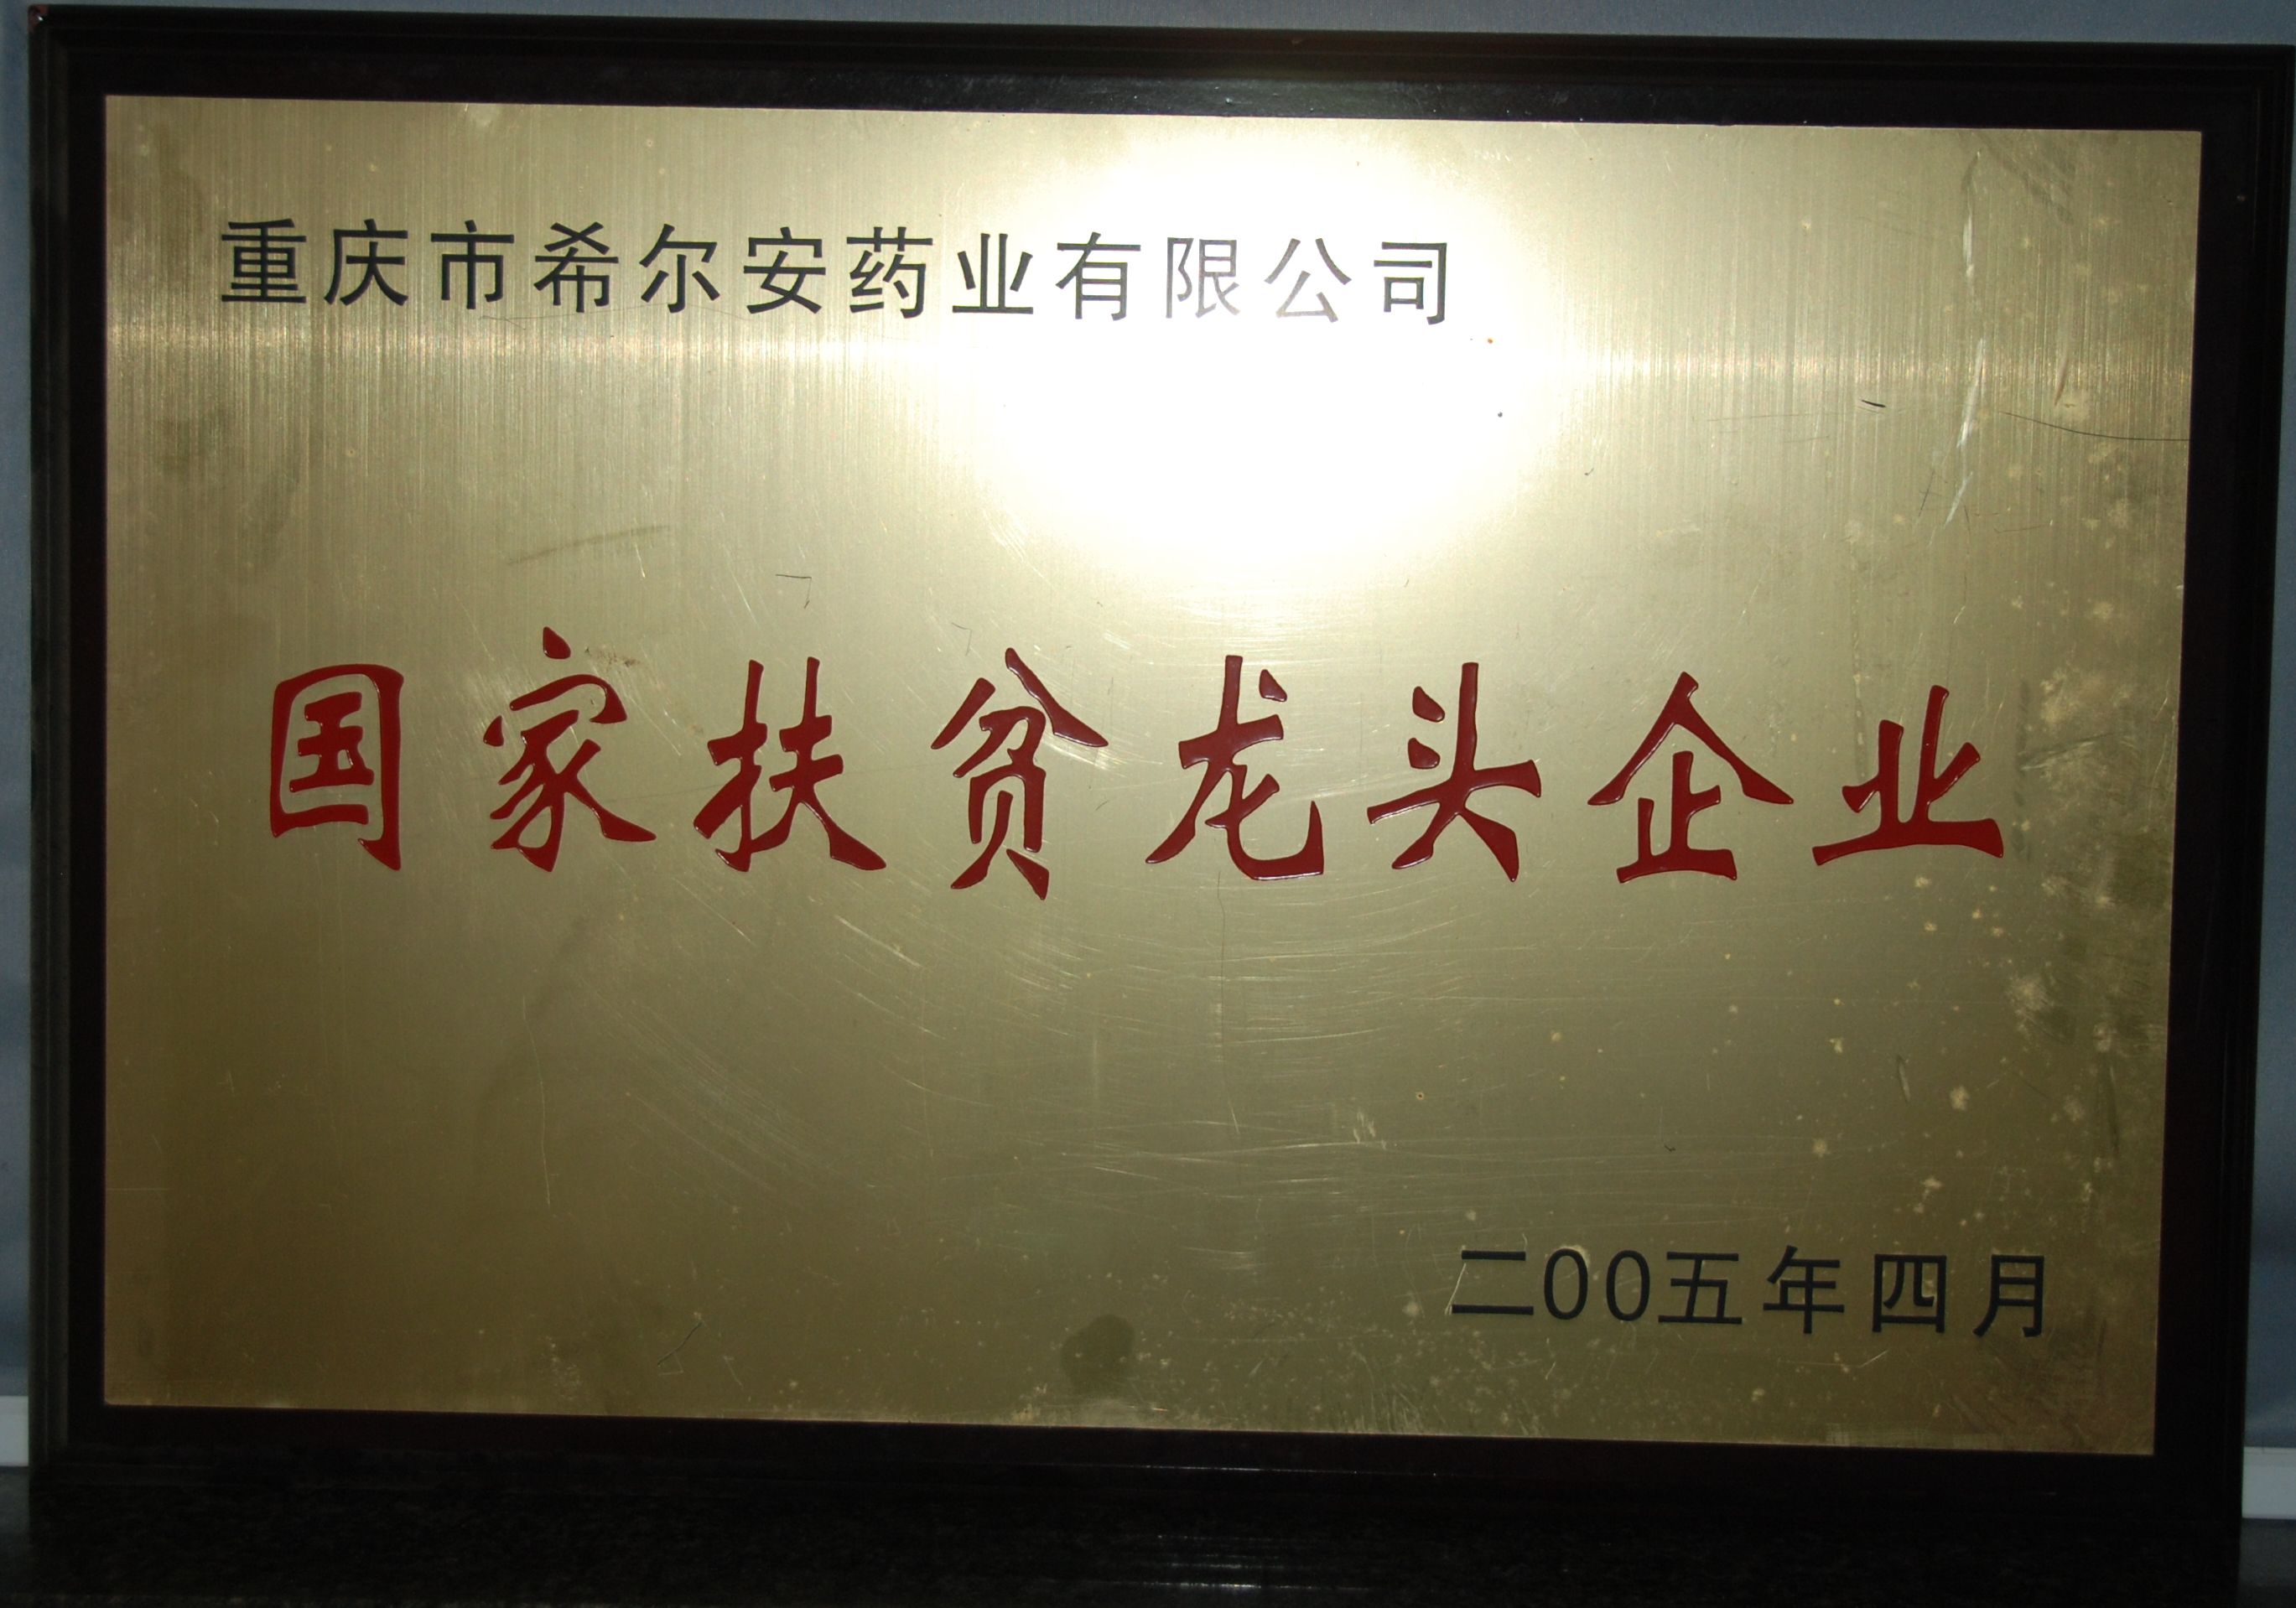 重庆市希尔安药业有限公司
国家扶贫龙头企业
二00五年四月